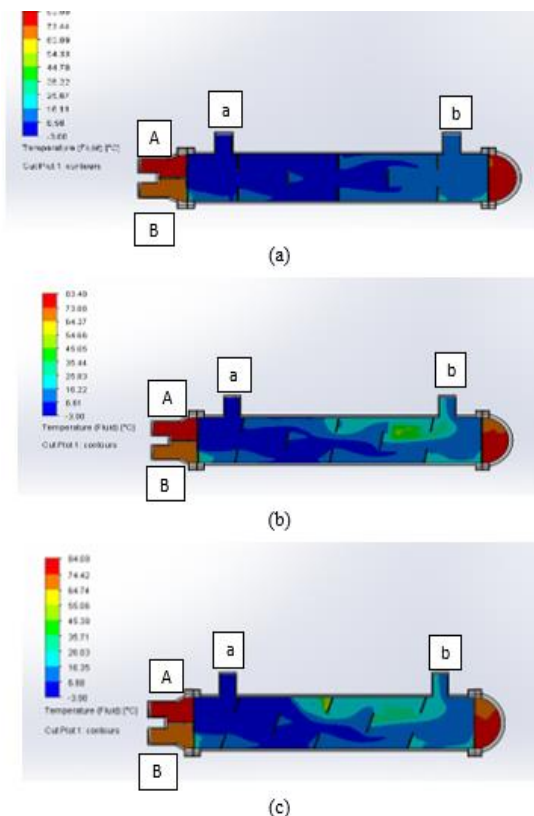 73.44
63.89
54.33
44.78
35.22
25.67
16.11
6.56
-3.00
Temperature (Fluid) [°C]
Cut Plot 1: contours
A
B
a
b
(a)
83.49
73.88
64.27
54.66
45.05
35.44
25.83
16.22
6.61
-3.00
Temperature (Fluid) [°C]
Cut Plot 1: contours
A
B
a
b
(b)
84.09
74.42
64.74
55.06
45.38
35.71
26.03
16.35
6.68
-3.00
Temperature (Fluid) [°C]
Cut Plot 1: contours
A
B
a
b
(c)